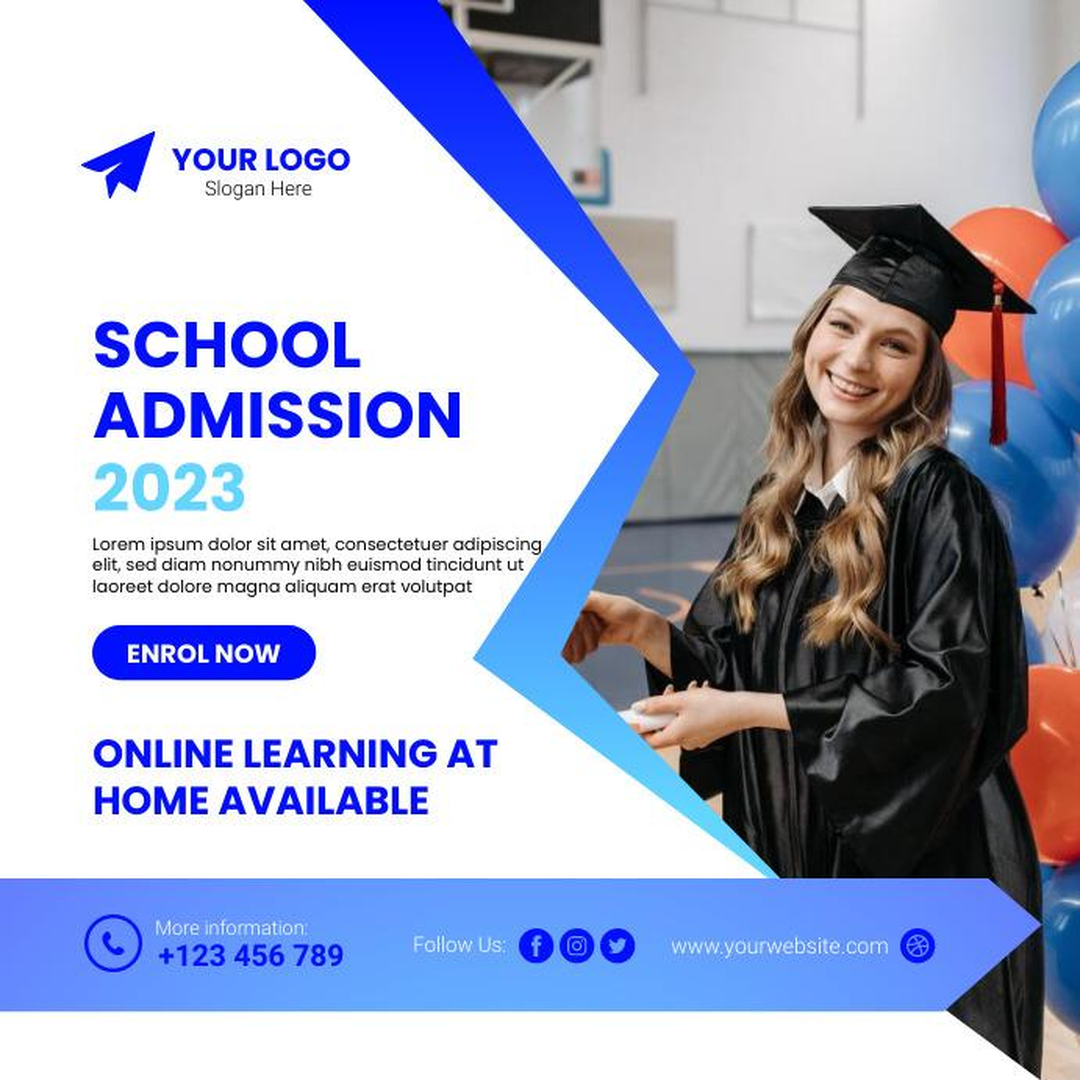 YOUR LOGO
Slogan Here
SCHOOL
ADMISSION
2023
Lorem ipsum dolor sit amet, consectetuer adipiscing
elit, sed diam nonummy nibh euismod tincidunt ut
laoreet dolore magna aliquam erat volutpat
ENROL NOW
ONLINE LEARNING AT
HOME AVAILABLE
More information:
+123 456 789
Follow Us:
www.yourwebsite.com